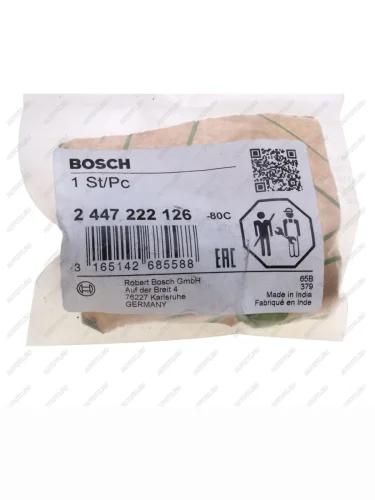 BOSCH
1 St/Pc
2 447 222 126 -80C
3 165142 685588
EAC
Robert Bosch GmbH
Auf der Breit 4
76227 Karlsruhe
GERMANY
65B
379
Made in India
Fabriqué en Inde